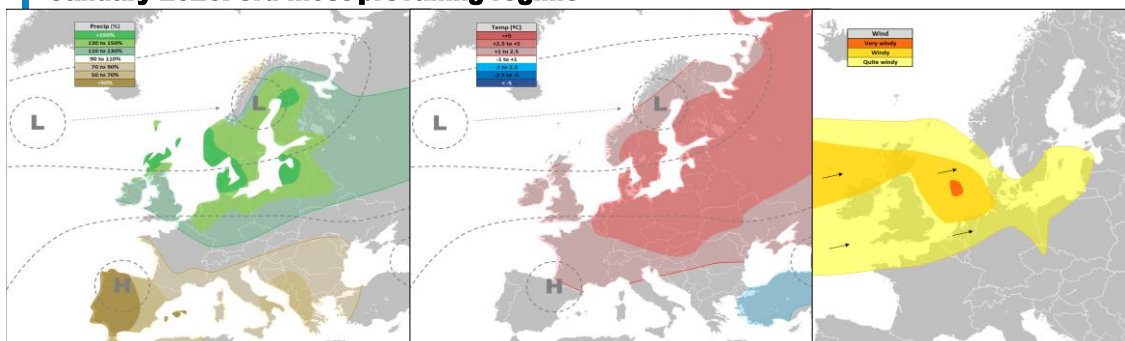 Precip (%)
>150%
130 to 150%
110 to 130%
90 to 110%
70 to 90%
50 to 70%
<50%
L
L
H
Temp (ºC)
>+5
+2.5 to +5
+1 to 2.5
-1 to +1
-1 to 2.5
-2.5 to -5
< -5
L
L
H
Wind
Very windy
Windy
Quite windy